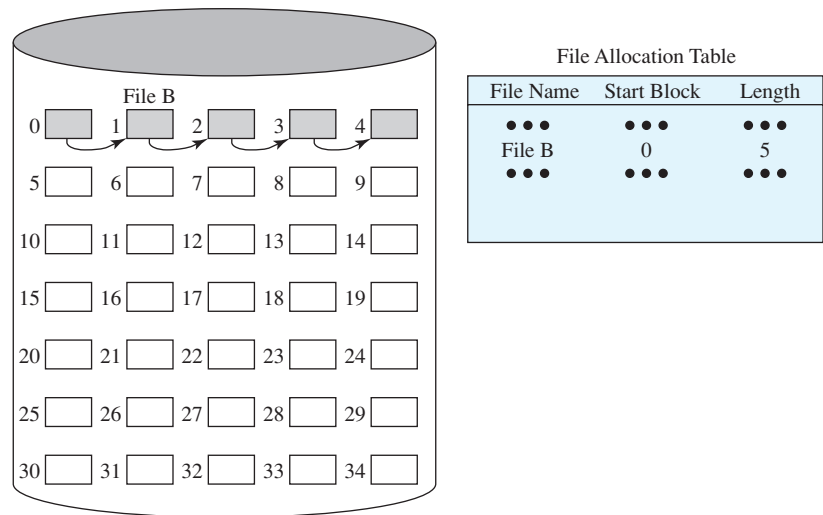 File B
0 1 2 3 4
5 6 7 8 9
10 11 12 13 14
15 16 17 18 19
20 21 22 23 24
25 26 27 28 29
30 31 32 33 34
File Allocation Table
File Name Start Block Length
••• ••• •••
File B 0 5
••• ••• •••